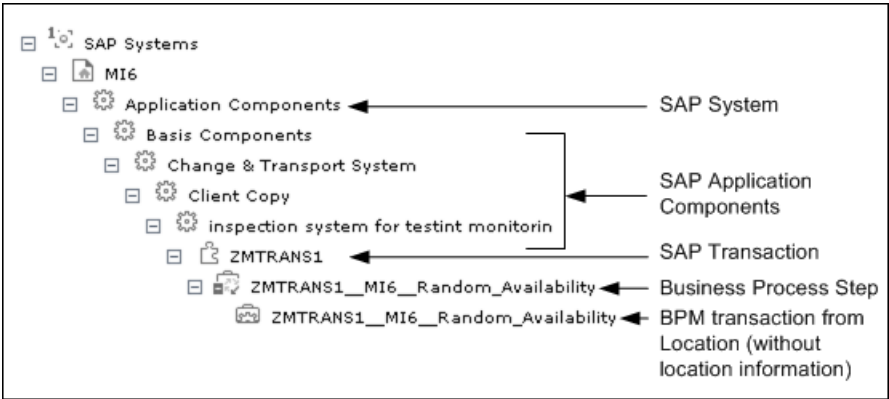 SAP Systems
MI6
Application Components
SAP System
Basis Components
Change & Transport System
Client Copy
SAP Application
Components
inspection system for testint monitorin
ZMTRANS1
SAP Transaction
ZMTRANS1__MI6__Random_Availability
Business Process Step
ZMTRANS1__MI6__Random_Availability
BPM transaction from
Location (without
location information)